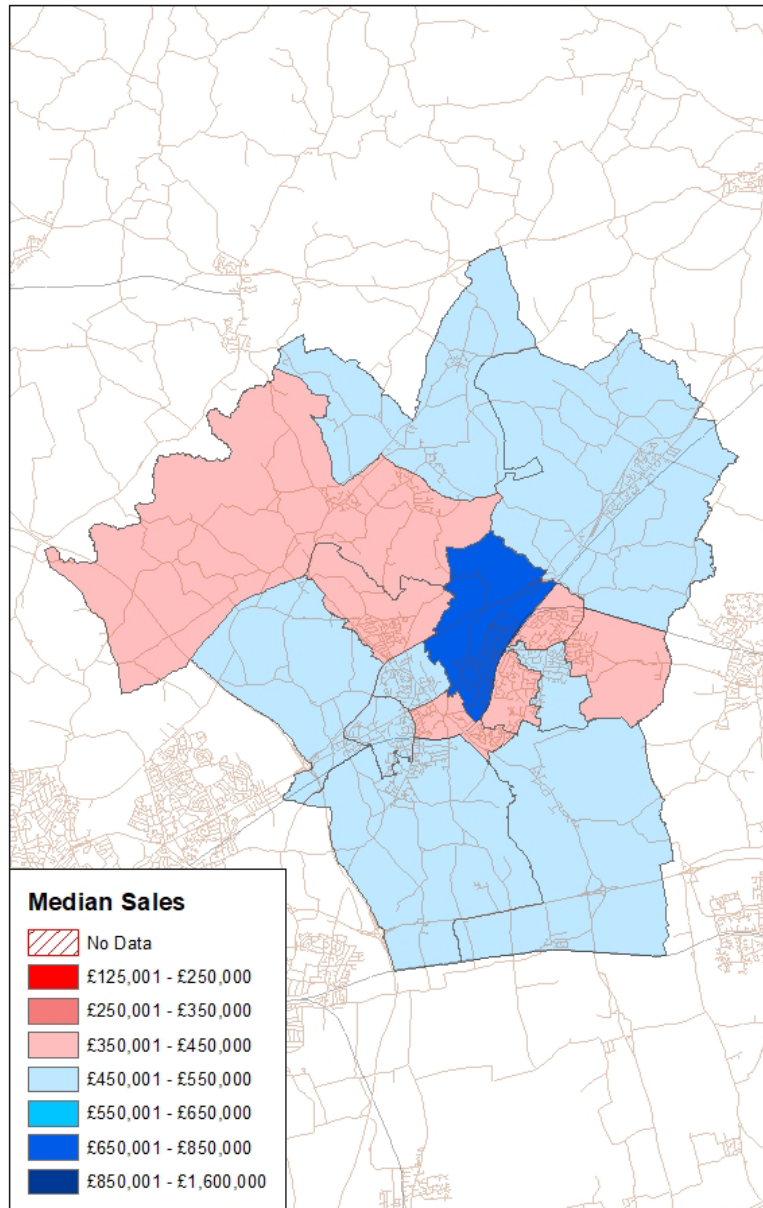 Median Sales
No Data
£125,001 - £250,000
£250,001 - £350,000
£350,001 - £450,000
£450,001 - £550,000
£550,001 - £650,000
£650,001 - £850,000
£850,001 - £1,600,000